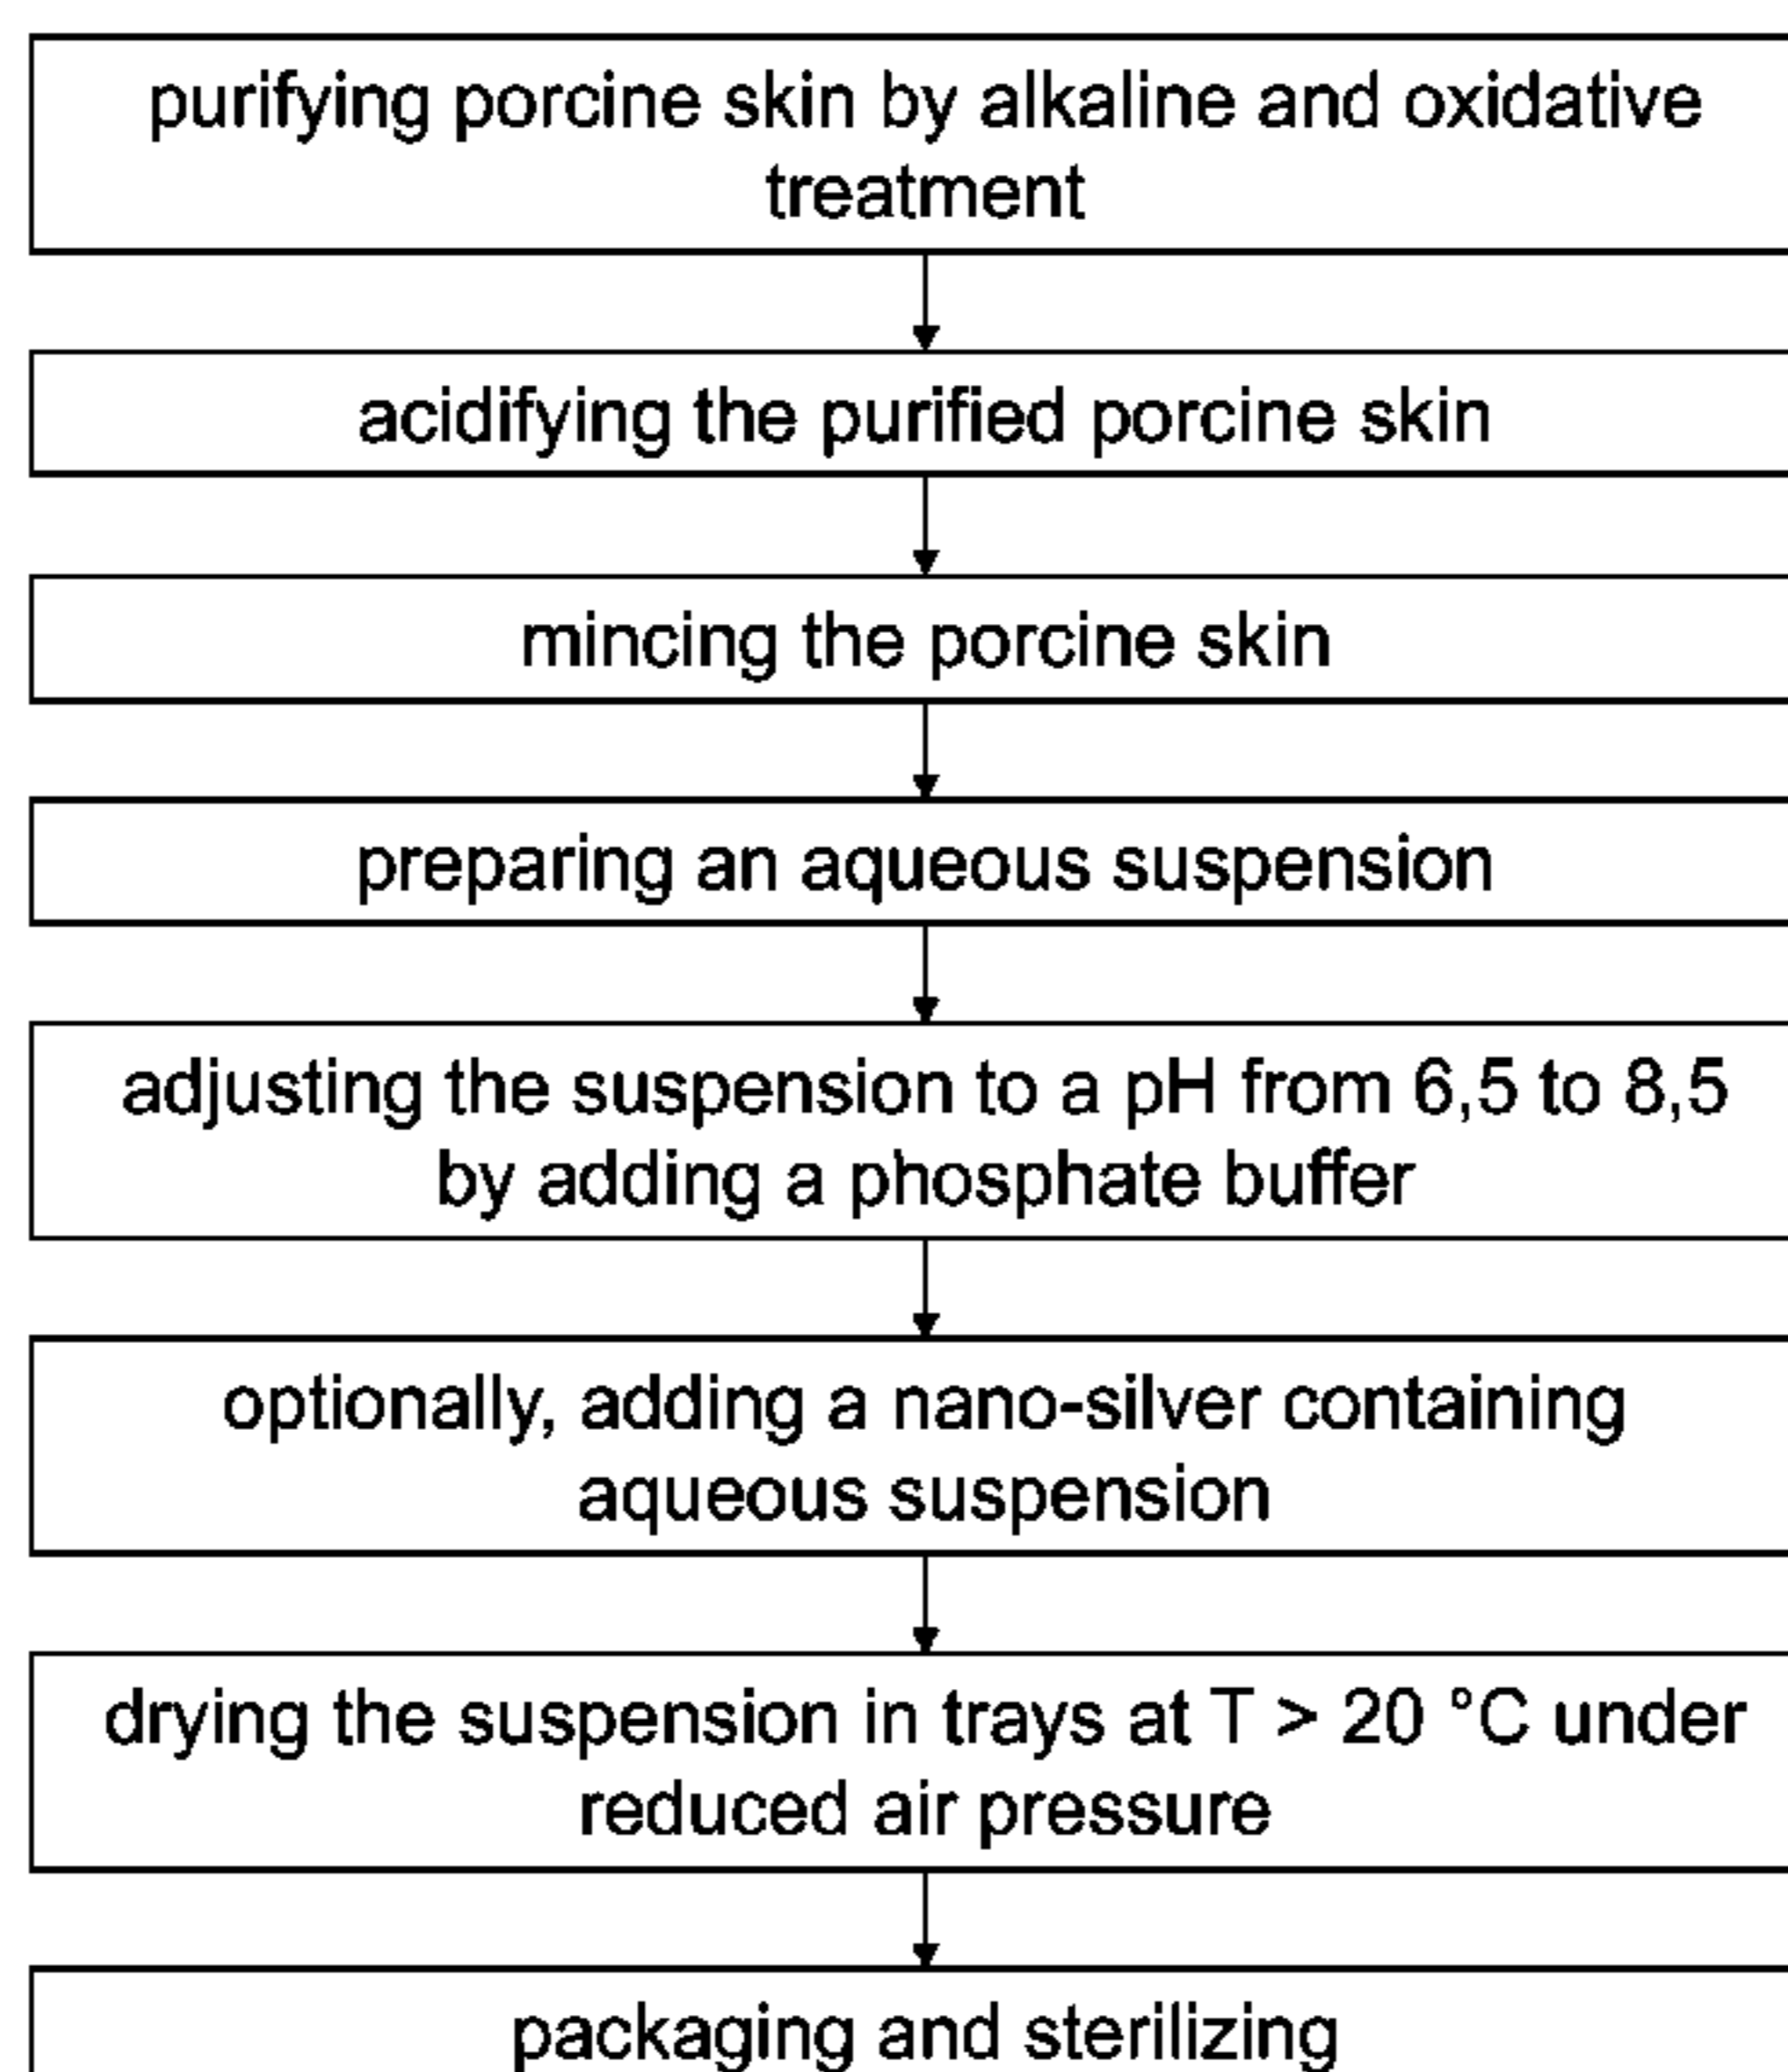 purifying porcine skin by alkaline and oxidative
treatment
acidifying the purified porcine skin
mincing the porcine skin
preparing an aqueous suspension
adjusting the suspension to a pH from 6,5 to 8,5
by adding a phosphate buffer
optionally, adding a nano-silver containing
aqueous suspension
drying the suspension in trays at T > 20 °C under
reduced air pressure
packaging and sterilizing